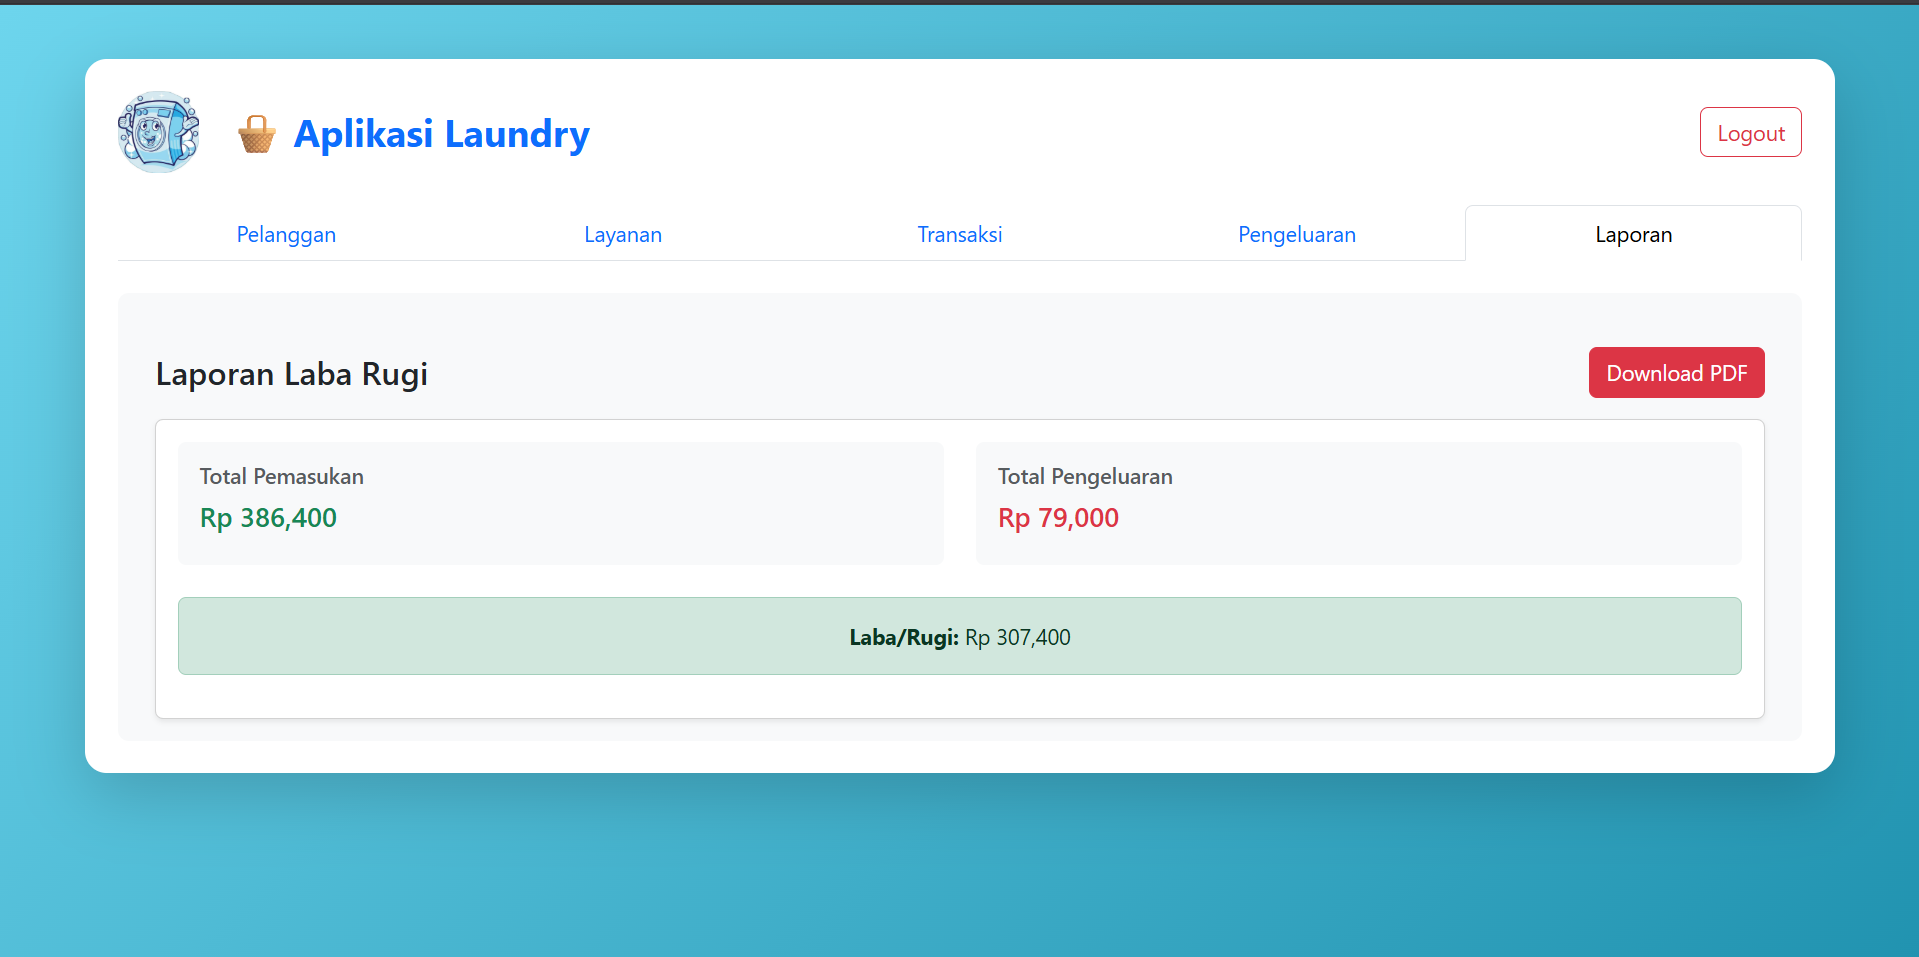 Aplikasi Laundry
Logout
Pelanggan
Layanan
Transaksi
Pengeluaran
Laporan
Laporan Laba Rugi
Download PDF
Total Pemasukan
Rp 386,400
Total Pengeluaran
Rp 79,000
Laba/Rugi: Rp 307,400